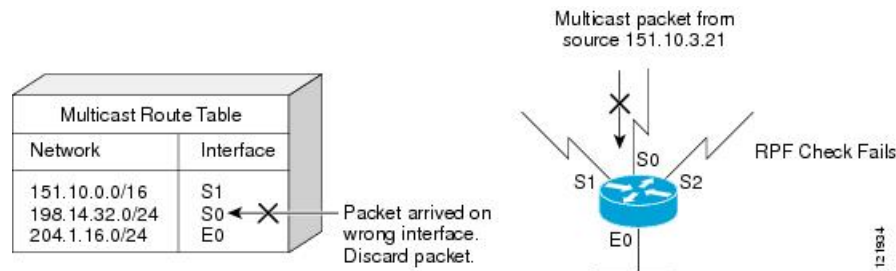 Multicast packet from
source 151.10.3.21
Multicast Route Table
Network Interface
151.10.0.0/16 S1
198.14.32.0/24 S0
204.1.16.0/24 E0
Packet arrived on
wrong interface.
Discard packet.
S0
S1
S2
E0
RPF Check Fails
121934